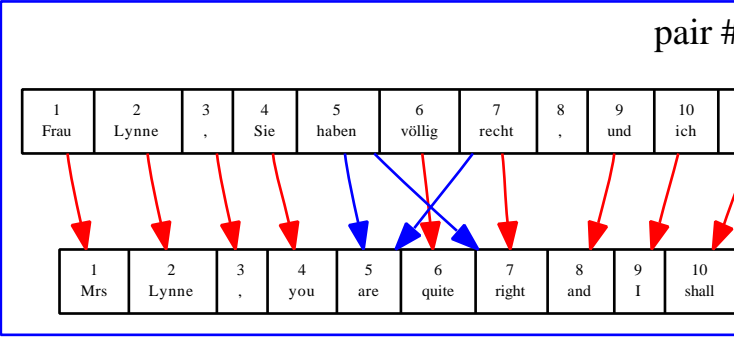 pair #
1 2 3 4 5 6 7 8 9 10
Frau Lynne , Sie haben völlig recht , und ich
1 2 3 4 5 6 7 8 9 10
Mrs Lynne , you are quite right and I shall